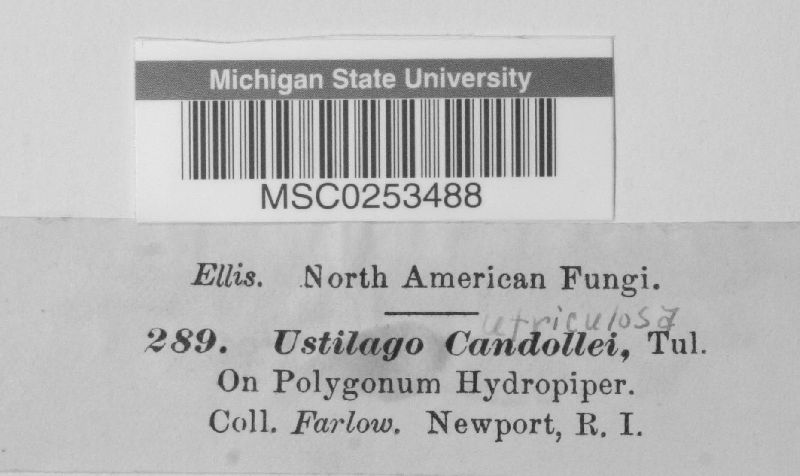 Michigan State University
MSC0253488
Ellis. North American Fungi.
utriculosa
289. Ustilago Candollei, Tul.
On Polygonum Hydropiper.
Coll. Farlow. Newport, R. I.